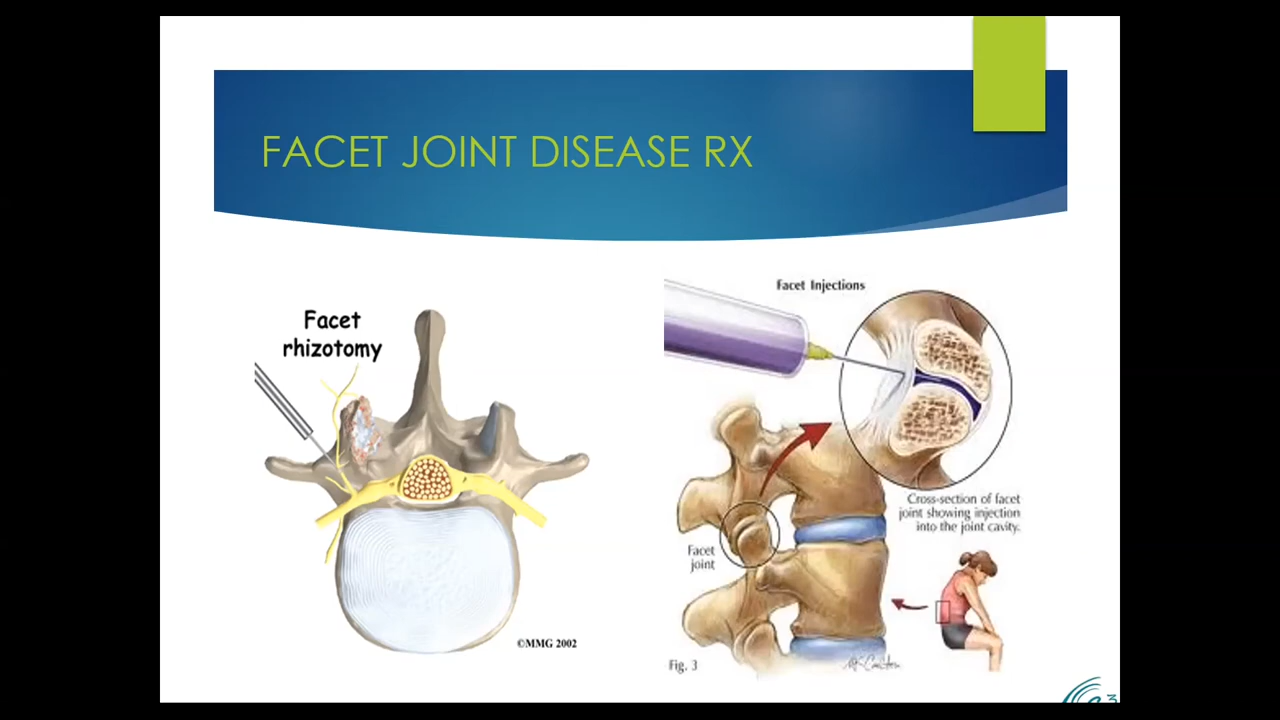 FACET JOINT DISEASE RX
Facet
rhizotomy
©MMG 2002
Facet Injections
Cross-section of facet
joint showing injection
into the joint cavity.
Facet
joint
Fig. 3